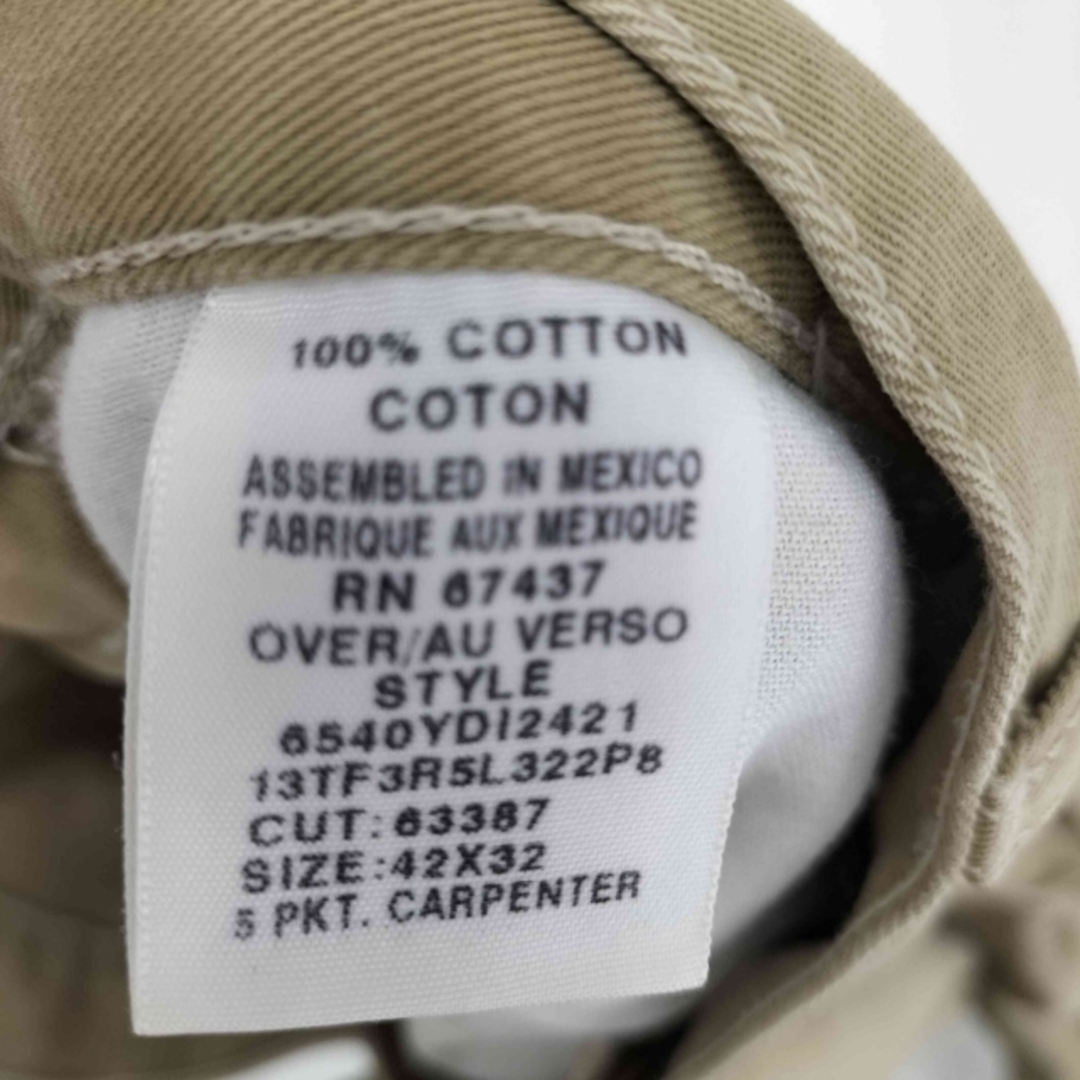 100% COTTON
COTON
ASSEMBLED IN MEXICO
FABRIQUE AUX MEXIQUE
RN 67437
OVER/AU VERSO
STYLE
6540YDI2421
13TF3R5L322P8
CUT:63387
SIZE:42X32
5 PKT. CARPENTER